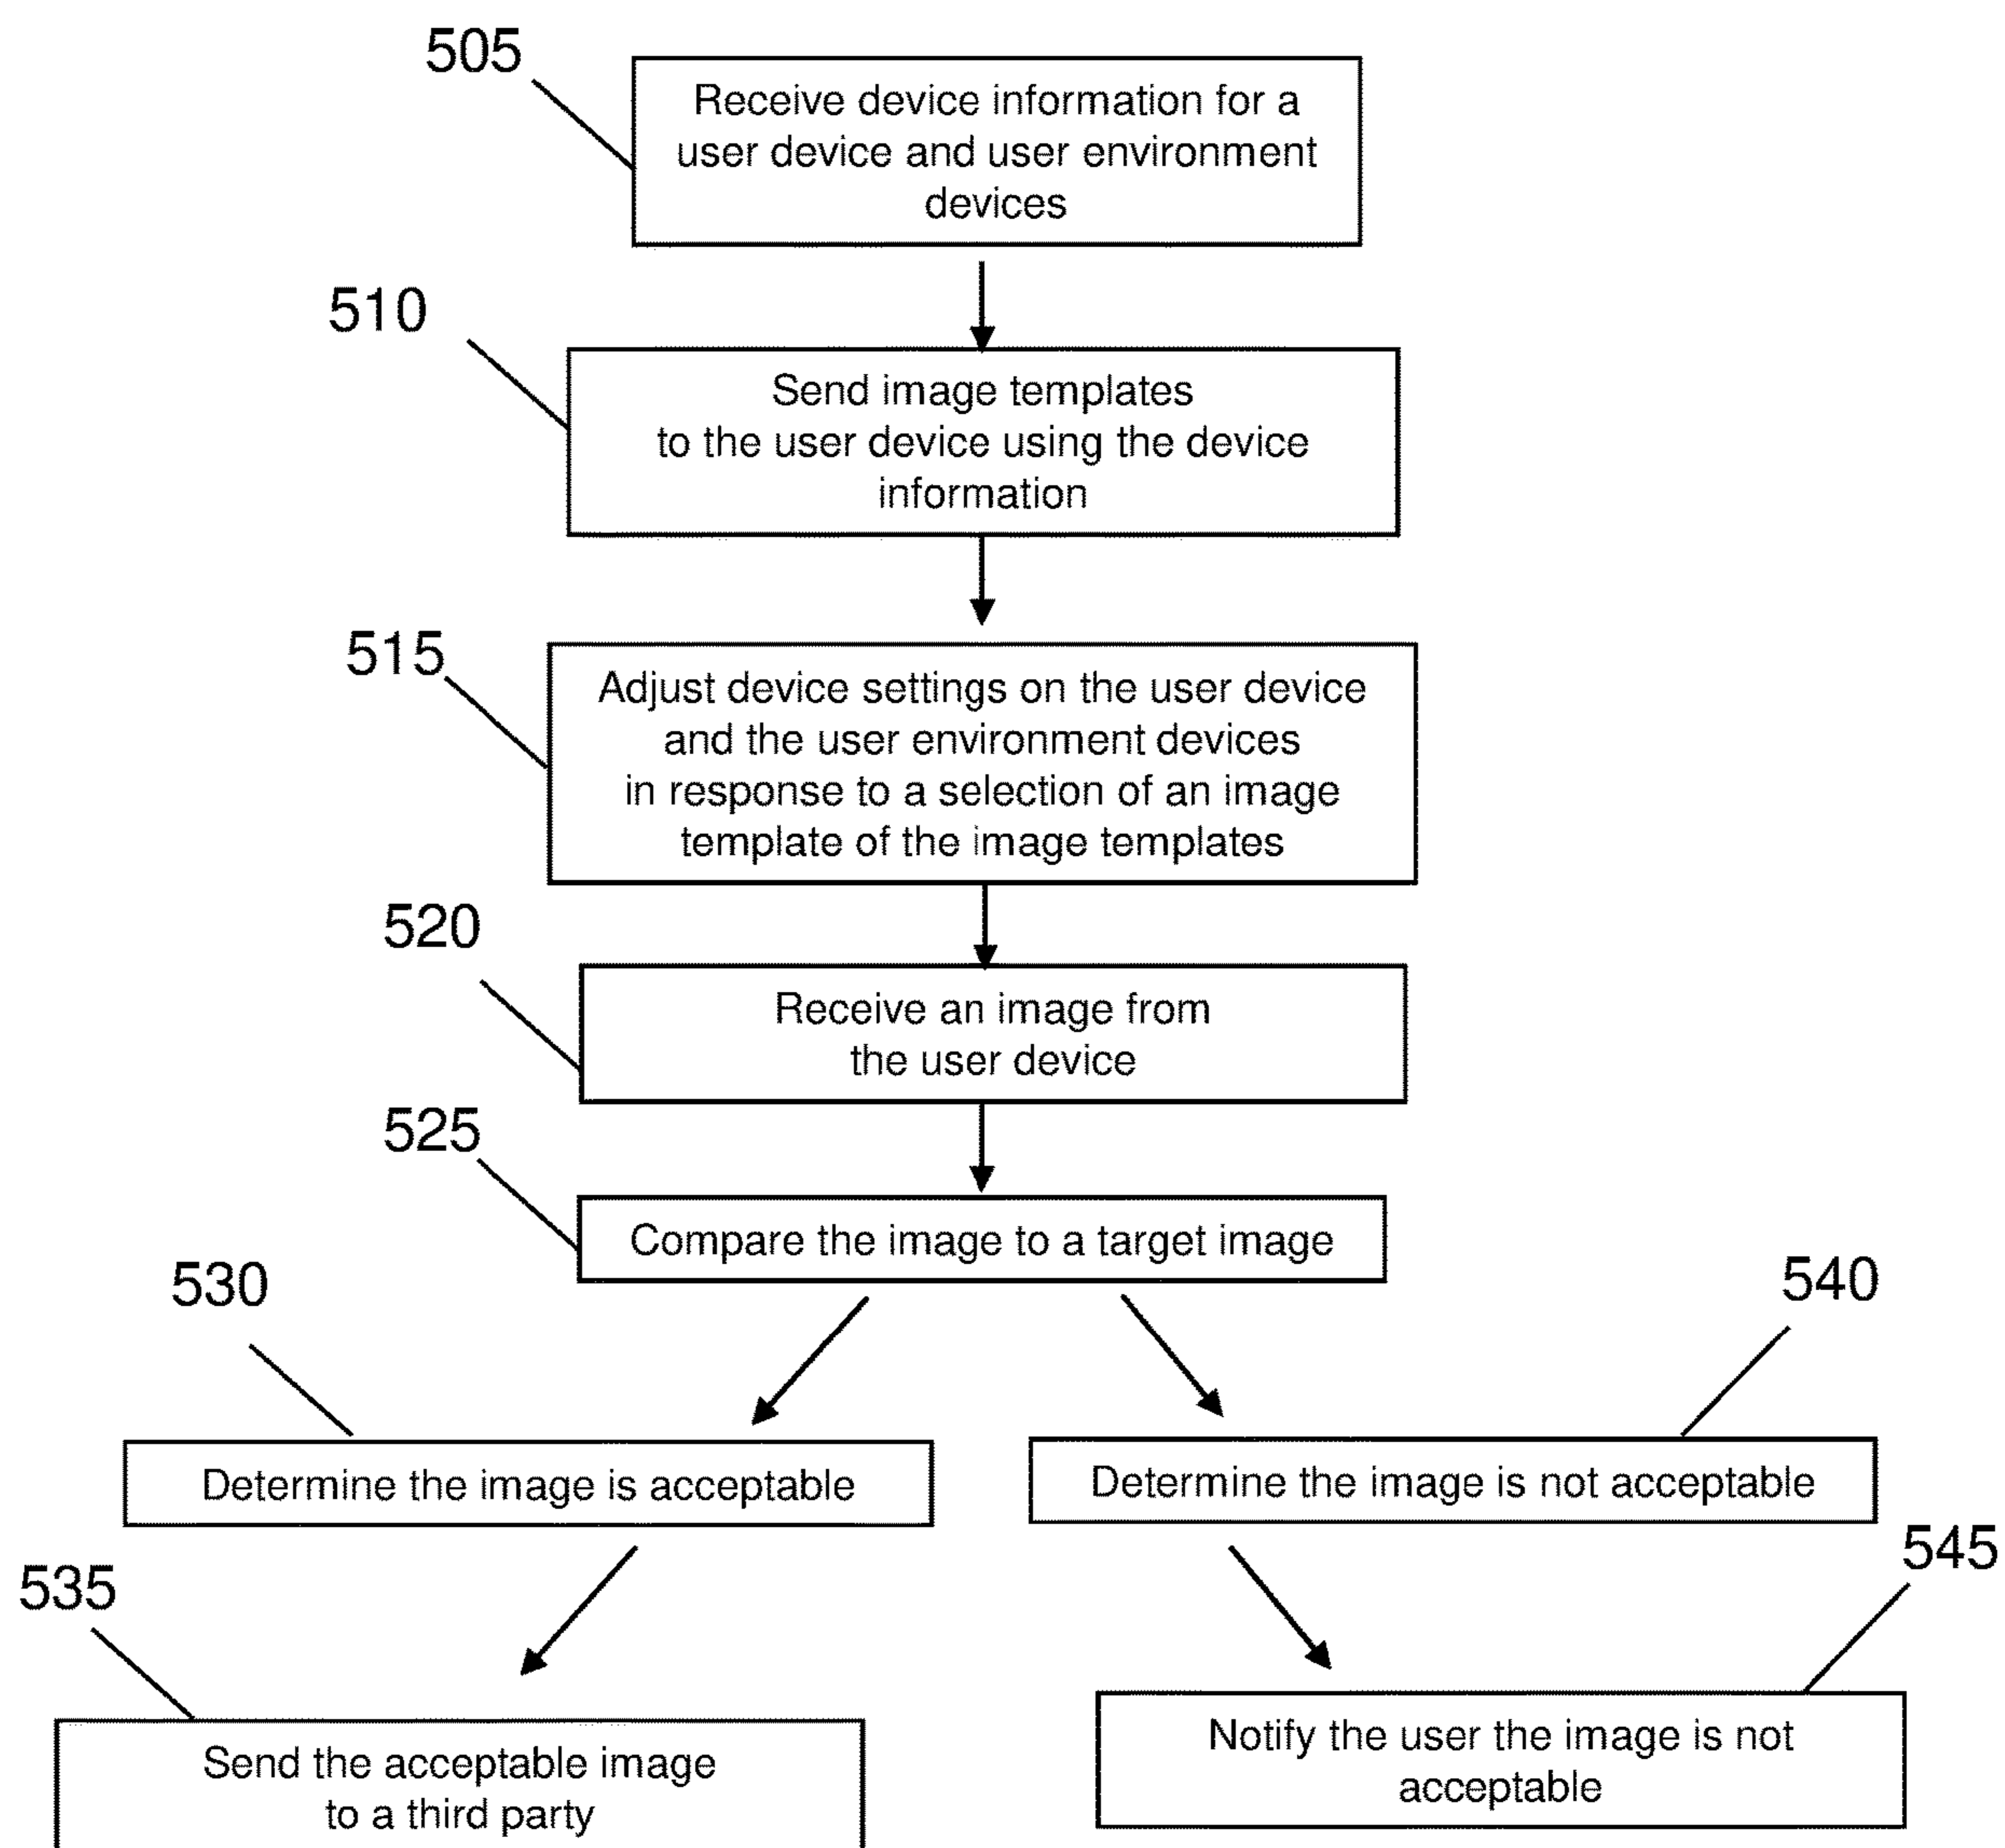 505
Receive device information for a
user device and user environment
devices
510
Send image templates
to the user device using the device
information
515
Adjust device settings on the user device
and the user environment devices
in response to a selection of an image
template of the image templates
520
Receive an image from
the user device
525
Compare the image to a target image
530
540
Determine the image is acceptable
Determine the image is not acceptable
535
545
Send the acceptable image
to a third party
Notify the user the image is not
acceptable